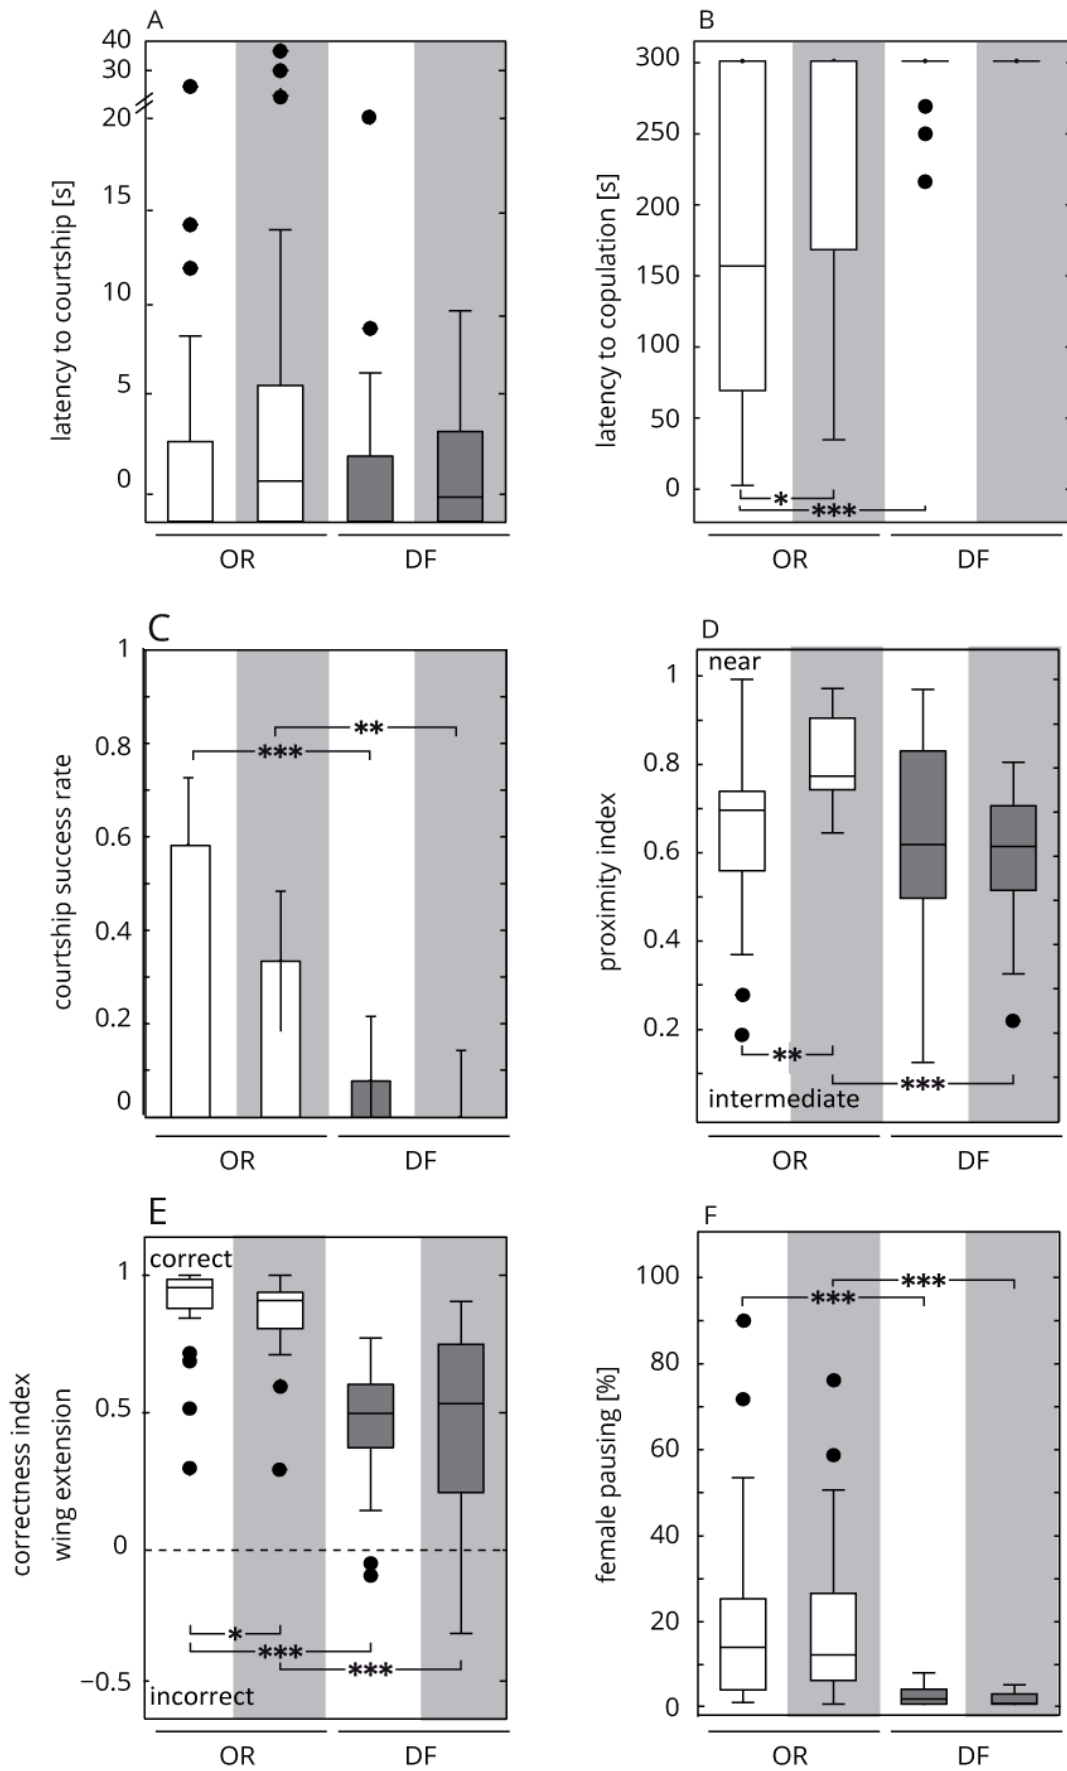 A
40
30
20
15
10
5
0
latency to courtship [s]
OR
DF
B
300
250
200
150
100
50
0
latency to copulation [s]
*
***
OR
DF
C
1
0.8
0.6
0.4
0.2
0
courtship success rate
**
***
OR
DF
D
near
1
0.8
0.6
0.4
0.2
proximity index
**
***
intermediate
OR
DF
E
correct
1
0.5
0
−0.5
correctness index
wing extension
*
***
***
incorrect
OR
DF
F
100
80
60
40
20
0
female pausing [%]
***
***
OR
DF